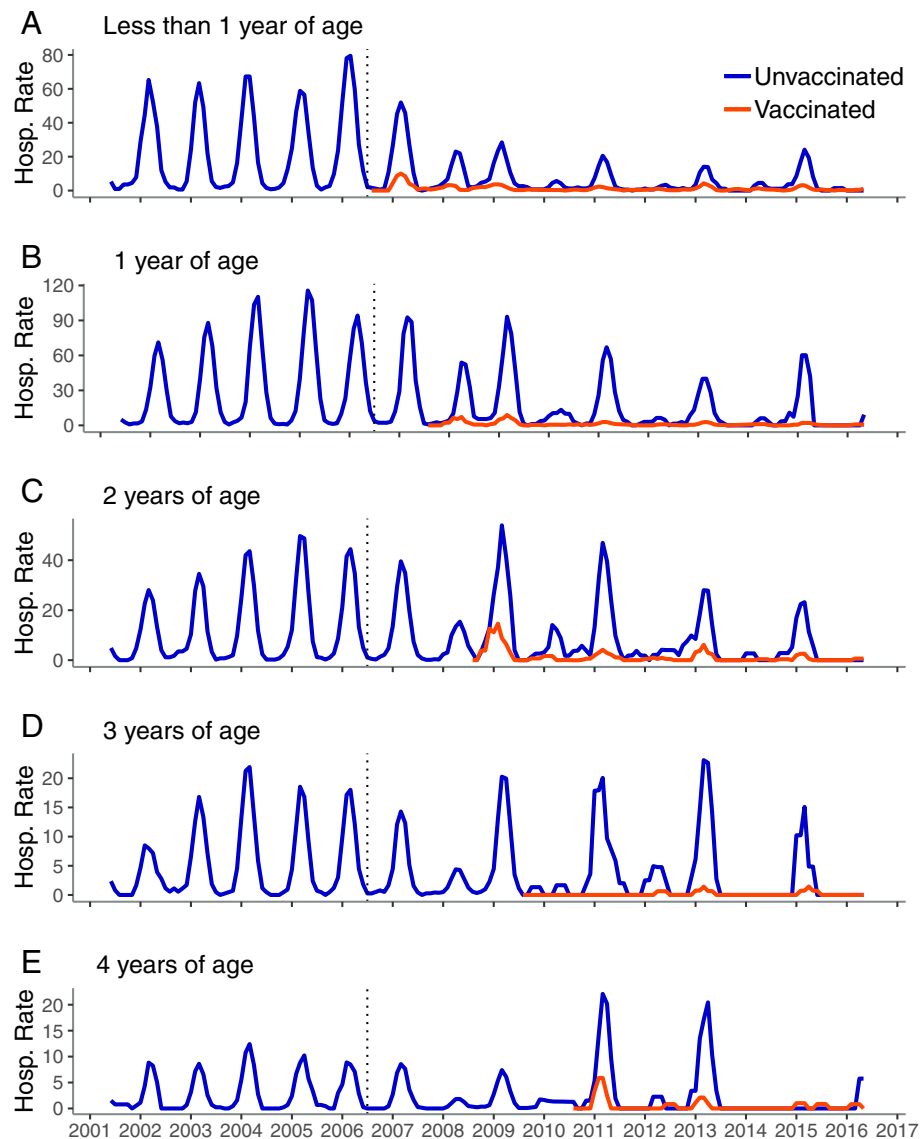 A Less than 1 year of age
Hosp. Rate
80
60
40
20
0
Unvaccinated
Vaccinated
B 1 year of age
Hosp. Rate
120
90
60
30
0
C 2 years of age
Hosp. Rate
40
20
0
D 3 years of age
Hosp. Rate
20
15
10
5
0
E 4 years of age
Hosp. Rate
20
15
10
5
0
2001 2002 2003 2004 2005 2006 2007 2008 2009 2010 2011 2012 2013 2014 2015 2016 2017